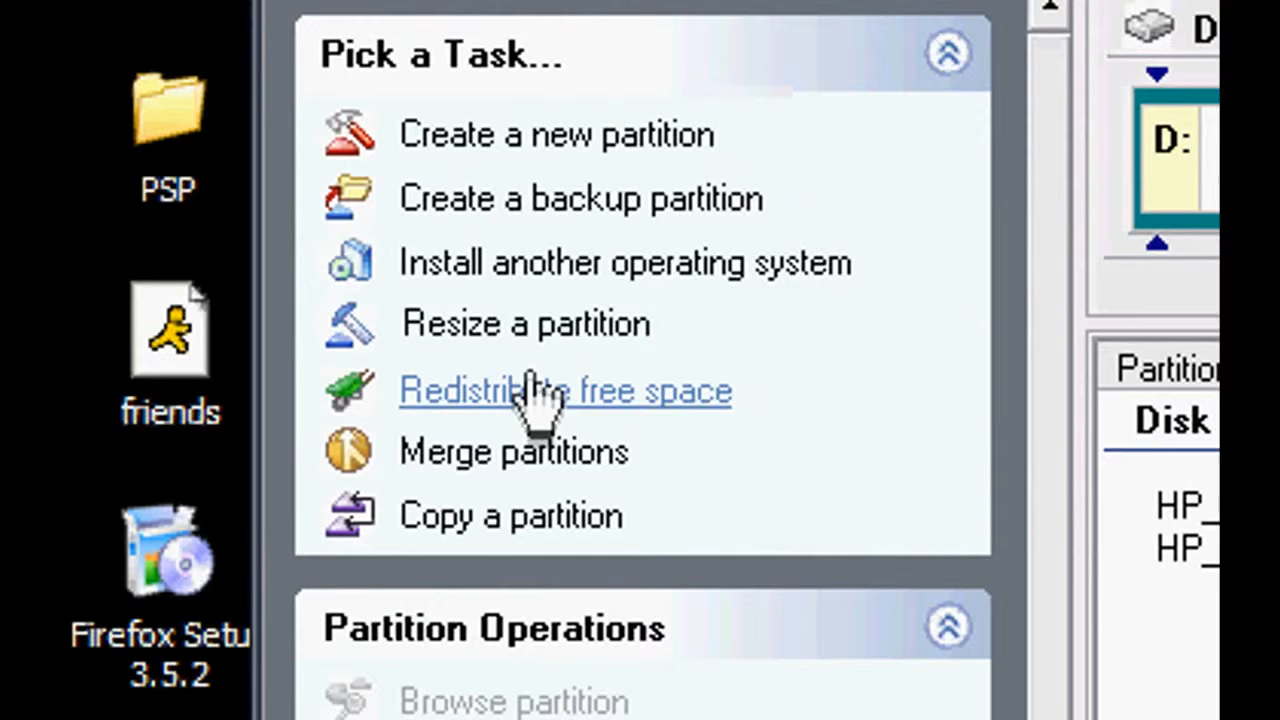 PSP
friends
Firefox Setu
3.5.2
Pick a Task...
Create a new partition
Create a backup partition
Install another operating system
Resize a partition
Redistribute free space
Merge partitions
Copy a partition
Partition Operations
Browse partition
D
D:
Partitio
Disk
HP_
HP_